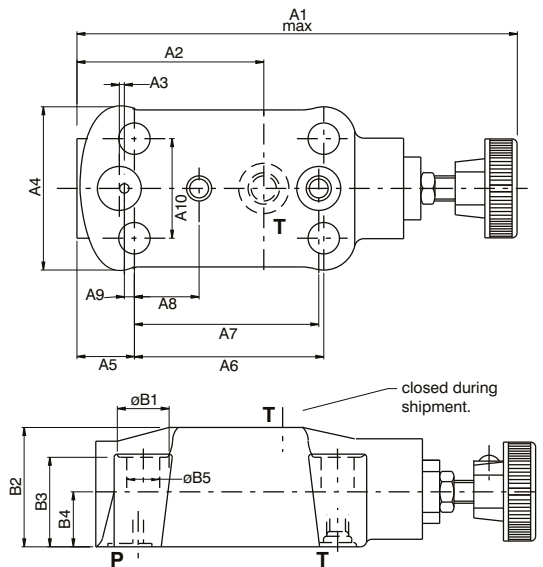 A1
max
A2
A3
A4
A10
T
A9
A8
A7
A5
A6
closed during
shipment.
T
øB1
øB5
B2
B3
B4
P
T